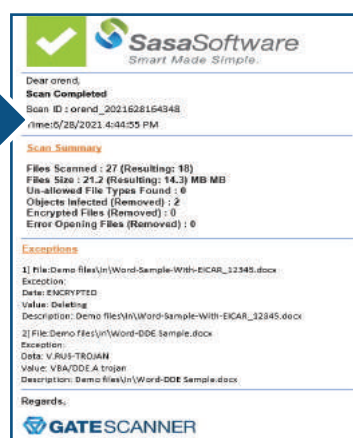 SasaSoftware
Smart Made Simple.
Dear orend,
Scan Completed
Scan ID : orend_2021628164348
Time:6/28/2021 4:44:55 PM
Scan Summary
Files Scanned : 27 (Resulting: 18)
Files Size : 21.2 (Resulting: 14.3) MB MB
Un-allowed File Types Found : 0
Objects Infected (Removed) : 2
Encrypted Files (Removed) : 0
Error Opening Files (Removed) : 0
Exceptions
1] File:Demo files\in\Word-Sample-With-EICAR_12345.docx
Exception:
Data: ENCRYPTED
Value: Deleting
Description: Demo files\in\Word-Sample-With-EICAR_12345.docx
2] File:Demo files\in\Word-DDE Sample.docx
Exception:
Data: VIRUS-TROJAN
Value: VBA/DDE.A trojan
Description: Demo files\in\Word-DDE Sample.docx
Regards,
GATESCANNER